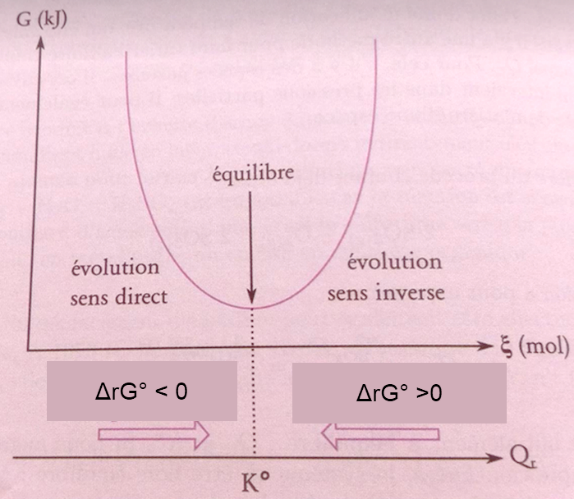 G (kJ)
équilibre
évolution
sens direct
évolution
sens inverse
ξ (mol)
ΔrG° < 0
ΔrG° >0
Qr
K°